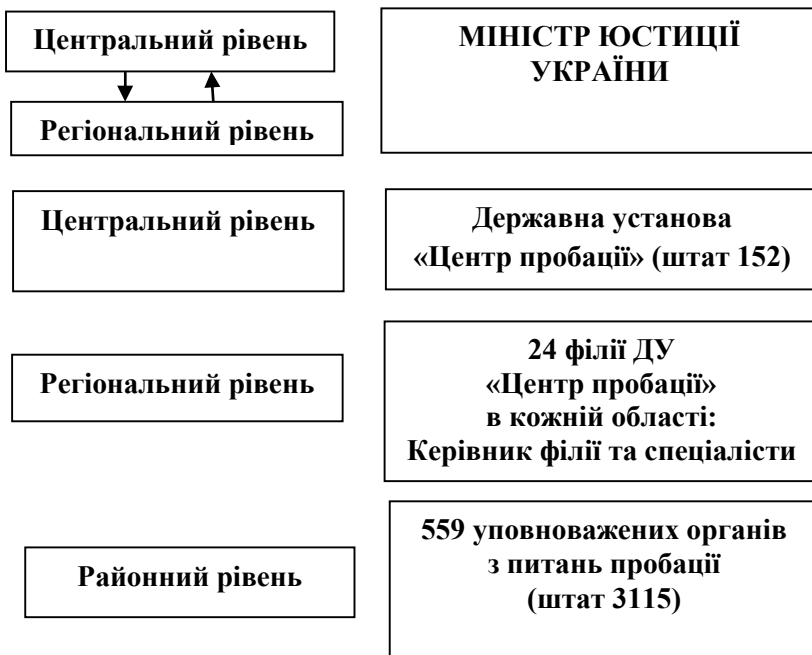 Центральний рівень
МІНІСТР ЮСТИЦІЇ
УКРАЇНИ
Регіональний рівень
Центральний рівень
Державна установа
«Центр пробації» (штат 152)
Регіональний рівень
24 філії ДУ
«Центр пробації»
в кожній області:
Керівник філії та спеціалісти
Районний рівень
559 уповноважених органів
з питань пробації
(штат 3115)